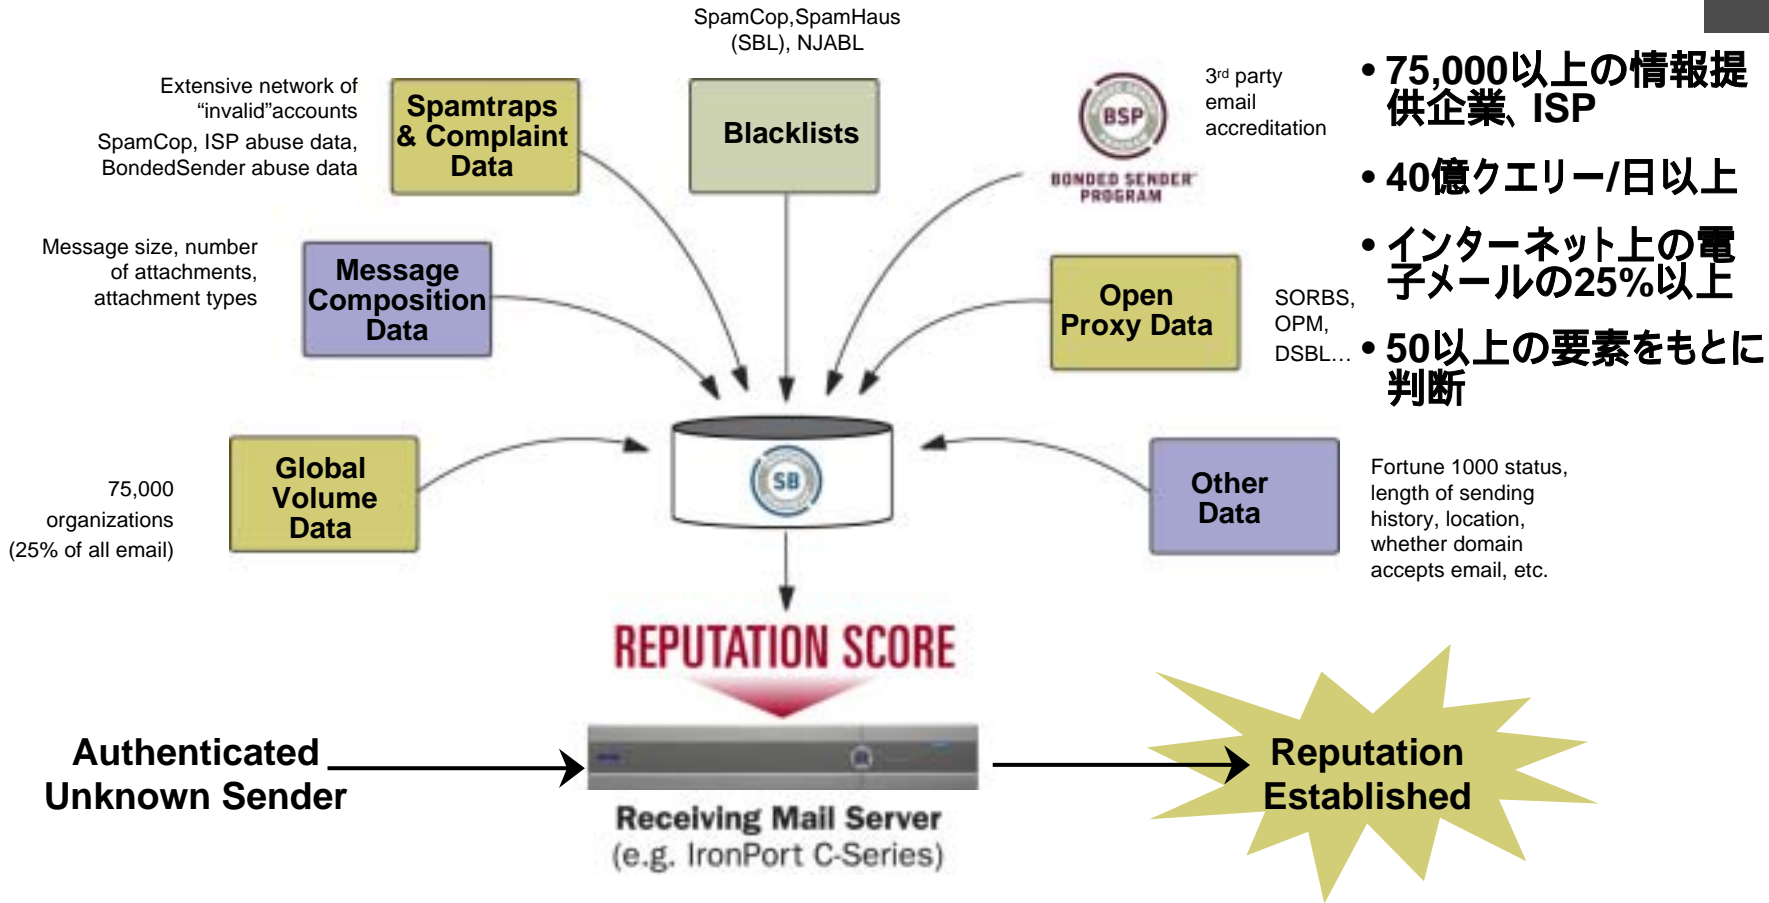 SpamCop,SpamHaus
(SBL), NJABL
Extensive network of
“invalid”accounts
SpamCop, ISP abuse data,
BondedSender abuse data
Spamtraps
& Complaint
Data
Blacklists
BSP
PROGRAM
BONDED SENDER
PROGRAM
3rd party
email
accreditation
• 75,000以上の情報提
供企業、ISP
• 40億クエリー/日以上
• インターネット上の電
子メールの25%以上
• 50以上の要素をもとに
判断
Message size, number
of attachments,
attachment types
Message
Composition
Data
Open
Proxy Data
SORBS,
OPM,
DSBL…
75,000
organizations
(25% of all email)
Global
Volume
Data
SB
Other
Data
Fortune 1000 status,
length of sending
history, location,
whether domain
accepts email, etc.
REPUTATION SCORE
Authenticated
Unknown Sender
Receiving Mail Server
(e.g. IronPort C-Series)
Reputation
Established